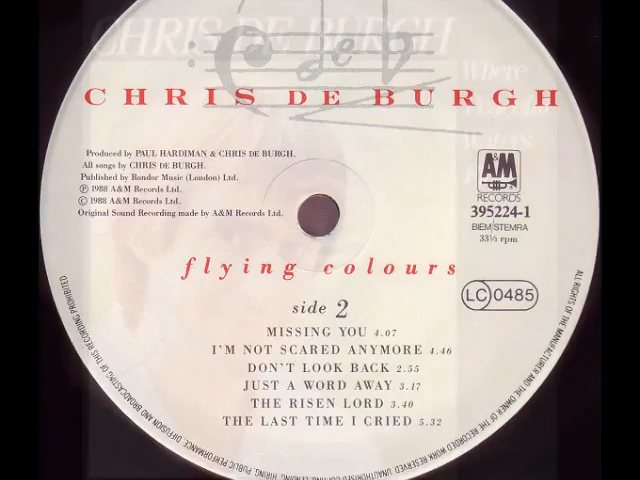 CHRIS DE BURGH
Where
CHRIS DE BURGH
Produced by PAUL HARDIMAN & CHRIS DE BURGH.
All songs by CHRIS DE BURGH.
Published by Rondor Music (London) Ltd.
Ⓟ 1988 A&M Records Ltd.
© 1988 A&M Records Ltd.
Original Sound Recording made by A&M Records Ltd.
A&M
RECORDS
395224-1
BIEM/STEMRA
33⅓ rpm
flying colours
LC 0485
side 2
MISSING YOU 4.07
I'M NOT SCARED ANYMORE 4.46
DON'T LOOK BACK 2.55
JUST A WORD AWAY 3.17
THE RISEN LORD 3.40
THE LAST TIME I CRIED 5.32
ALL RIGHTS OF THE MANUFACTURER AND THE OWNER OF THE RECORDED WORK RESERVED. UNAUTHORISED COPYING, LENDING, HIRING, PUBLIC PERFORMANCE, DIFFUSION AND BROADCASTING OF THIS RECORDING PROHIBITED.